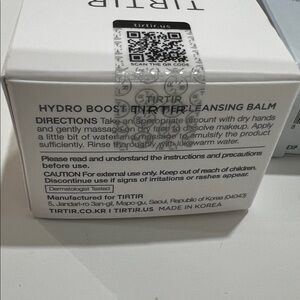 TIRTIR
tirtir.us
SCAN THE QR CODE
TIRTIR
HYDRO BOOST CLEANSING BALM
DIRECTIONS Take an appropriate amount with dry hands
and gently massage on dry face to dissolve makeup. Apply
a little bit of water and massage to emulsify the product
sufficiently. Rinse thoroughly with lukewarm water.
Please read and understand the instructions and precautions
before use.
CAUTION For external use only. Keep out of reach of children.
Discontinue use if signs of irritations or rashes appear.
Dermatologist Tested
Manufactured for TIRTIR
5, Jandari-ro 3an-gil, Mapo-gu, Seoul, Republic of Korea (04043)
TIRTIR.CO.KR I TIRTIR.US MADE IN KOREA